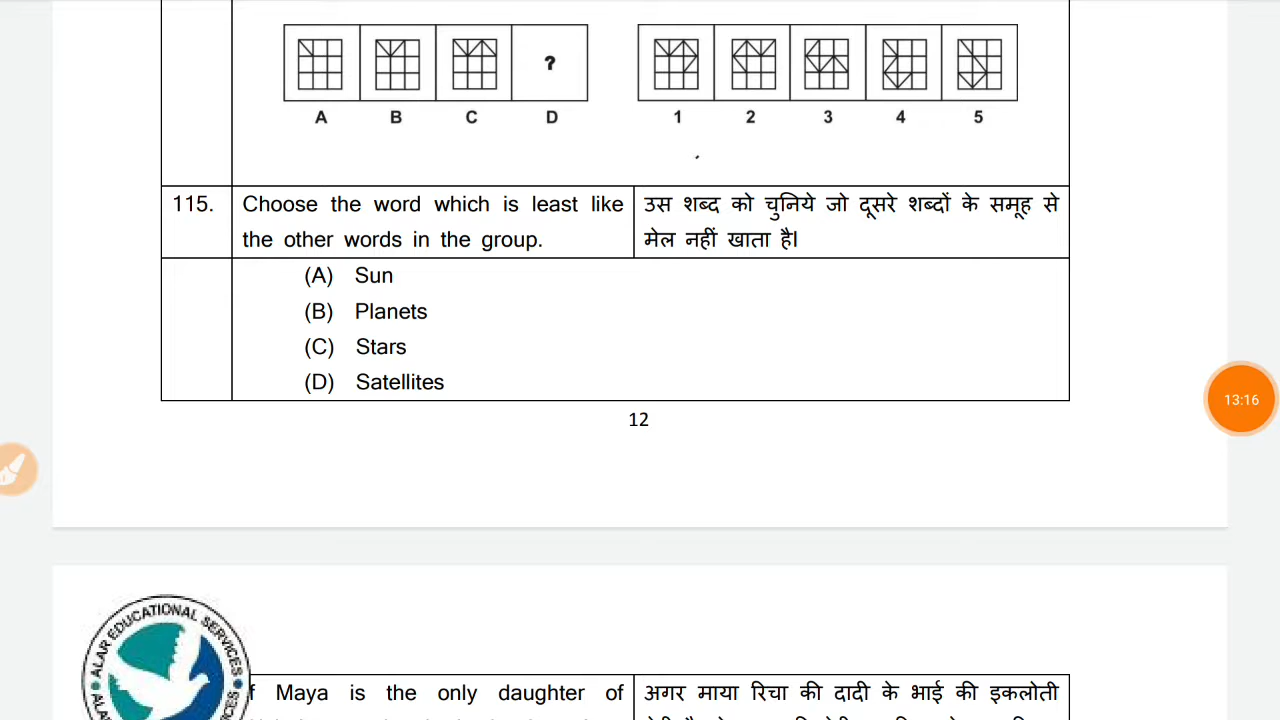 ?
A B C D 1 2 3 4 5
115. Choose the word which is least like
the other words in the group.
उस शब्द को चुनिये जो दूसरे शब्दों के समूह से
मेल नहीं खाता है।
(A) Sun
(B) Planets
(C) Stars
(D) Satellites
12
13:16
ALAR EDUCATIONAL SERVICES
f Maya is the only daughter of
अगर माया रिचा की दादी के भाई की इकलोती